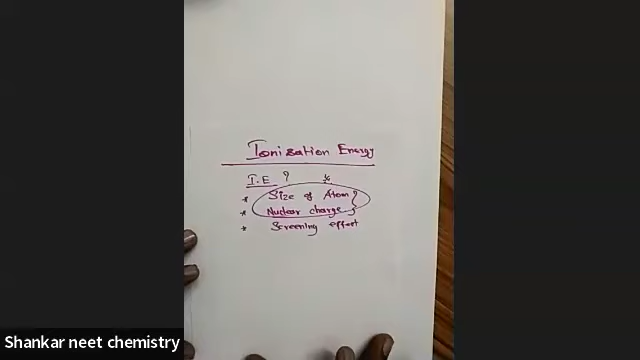 Ionisation Energy
I.E ?
* Size of Atom?
* Nuclear charge
* Screening effect
Shankar neet chemistry